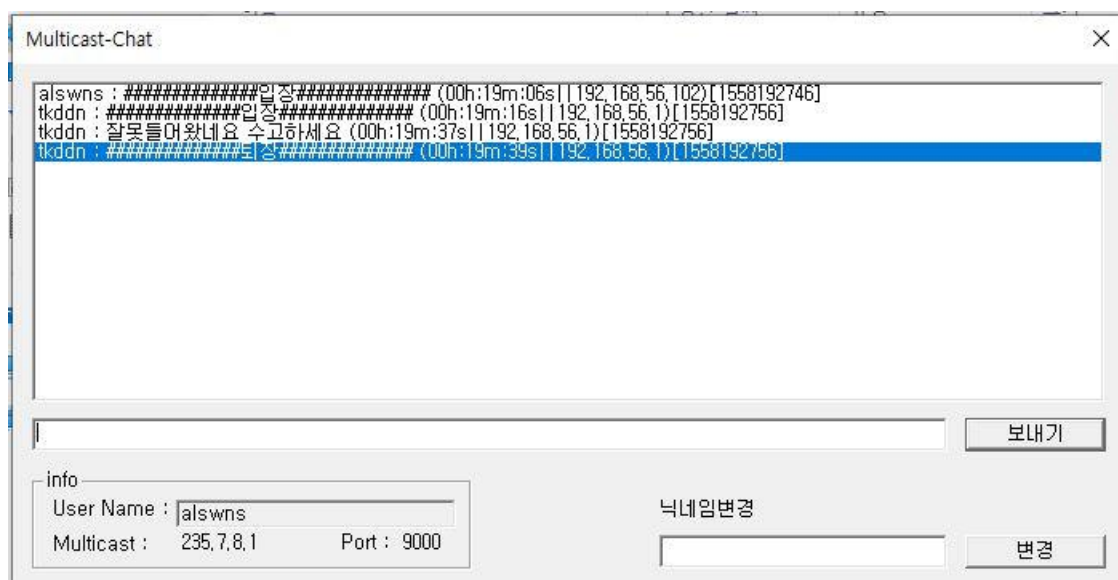 Multicast-Chat
alswns : ##############입장############## (00h:19m:06s||192.168.56.102)[1558192746]
tkddn : ##############입장############## (00h:19m:16s||192.168.56.1)[1558192756]
tkddn : 잘못들어왔네요 수고하세요 (00h:19m:37s||192.168.56.1)[1558192756]
tkddn : ##############퇴장############## (00h:19m:39s||192.168.56.1)[1558192756]
보내기
info
User Name : alswns
닉네임변경
Multicast : 235.7.8.1 Port : 9000
변경